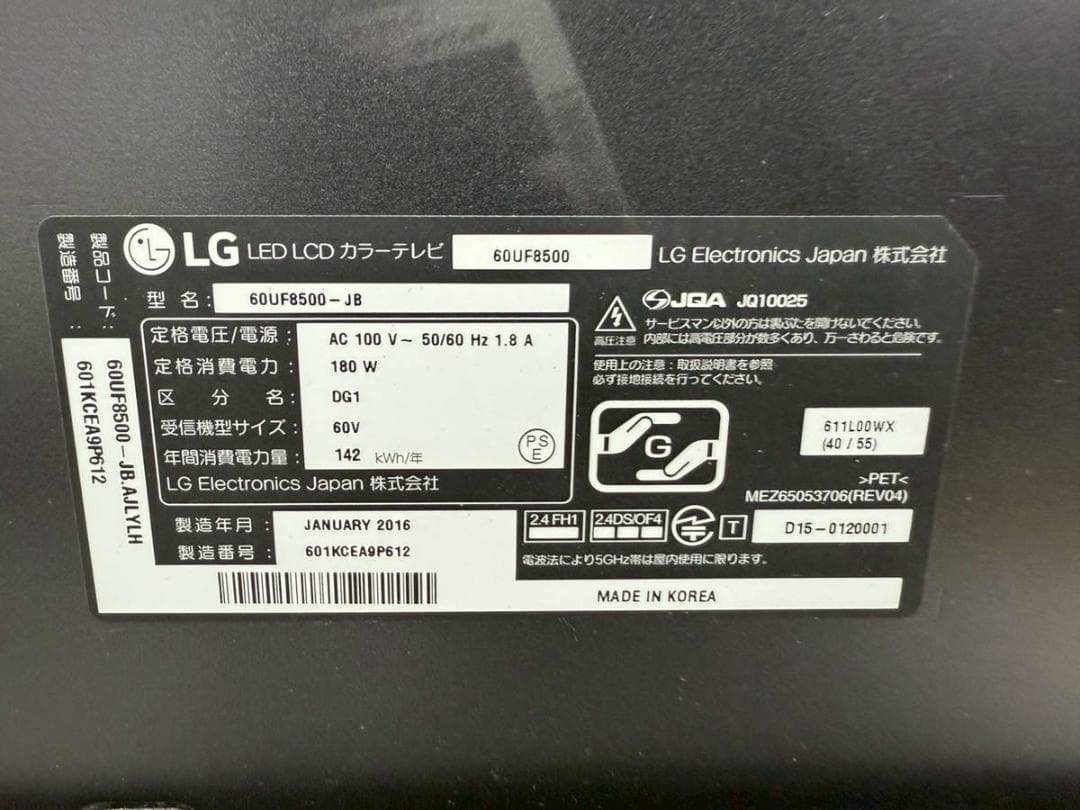 LG LED LCD カラーテレビ 60UF8500 LG Electronics Japan 株式会社
型 名: 60UF8500-JB
定格電圧/電源: AC 100 V~ 50/60 Hz 1.8 A
定格消費電力: 180 W
区 分 名: DG1
受信機型サイズ: 60V
年間消費電力量: 142 kWh/年
PS
E
LG Electronics Japan 株式会社
製造年月: JANUARY 2016
製造番号: 601KCEA9P612
製品コード: 60UF8500-JB.AJLYLH
製造番号: 601KCEA9P612
JQA JQ10025
高圧注意
サービスマン以外の方は裏ぶたを開けないでください。
内部には高電圧部分が数多くあり、万一さわると危険です。
使用上の注意:取扱説明書を参照
必ず接地接続を行ってください。
G
611L00WX
(40/55)
>PET<
MEZ65053706(REV04)
2.4 FH1 2.4DS/OF4 T D15-0120001
電波法により5GHz帯は屋内使用に限ります。
MADE IN KOREA